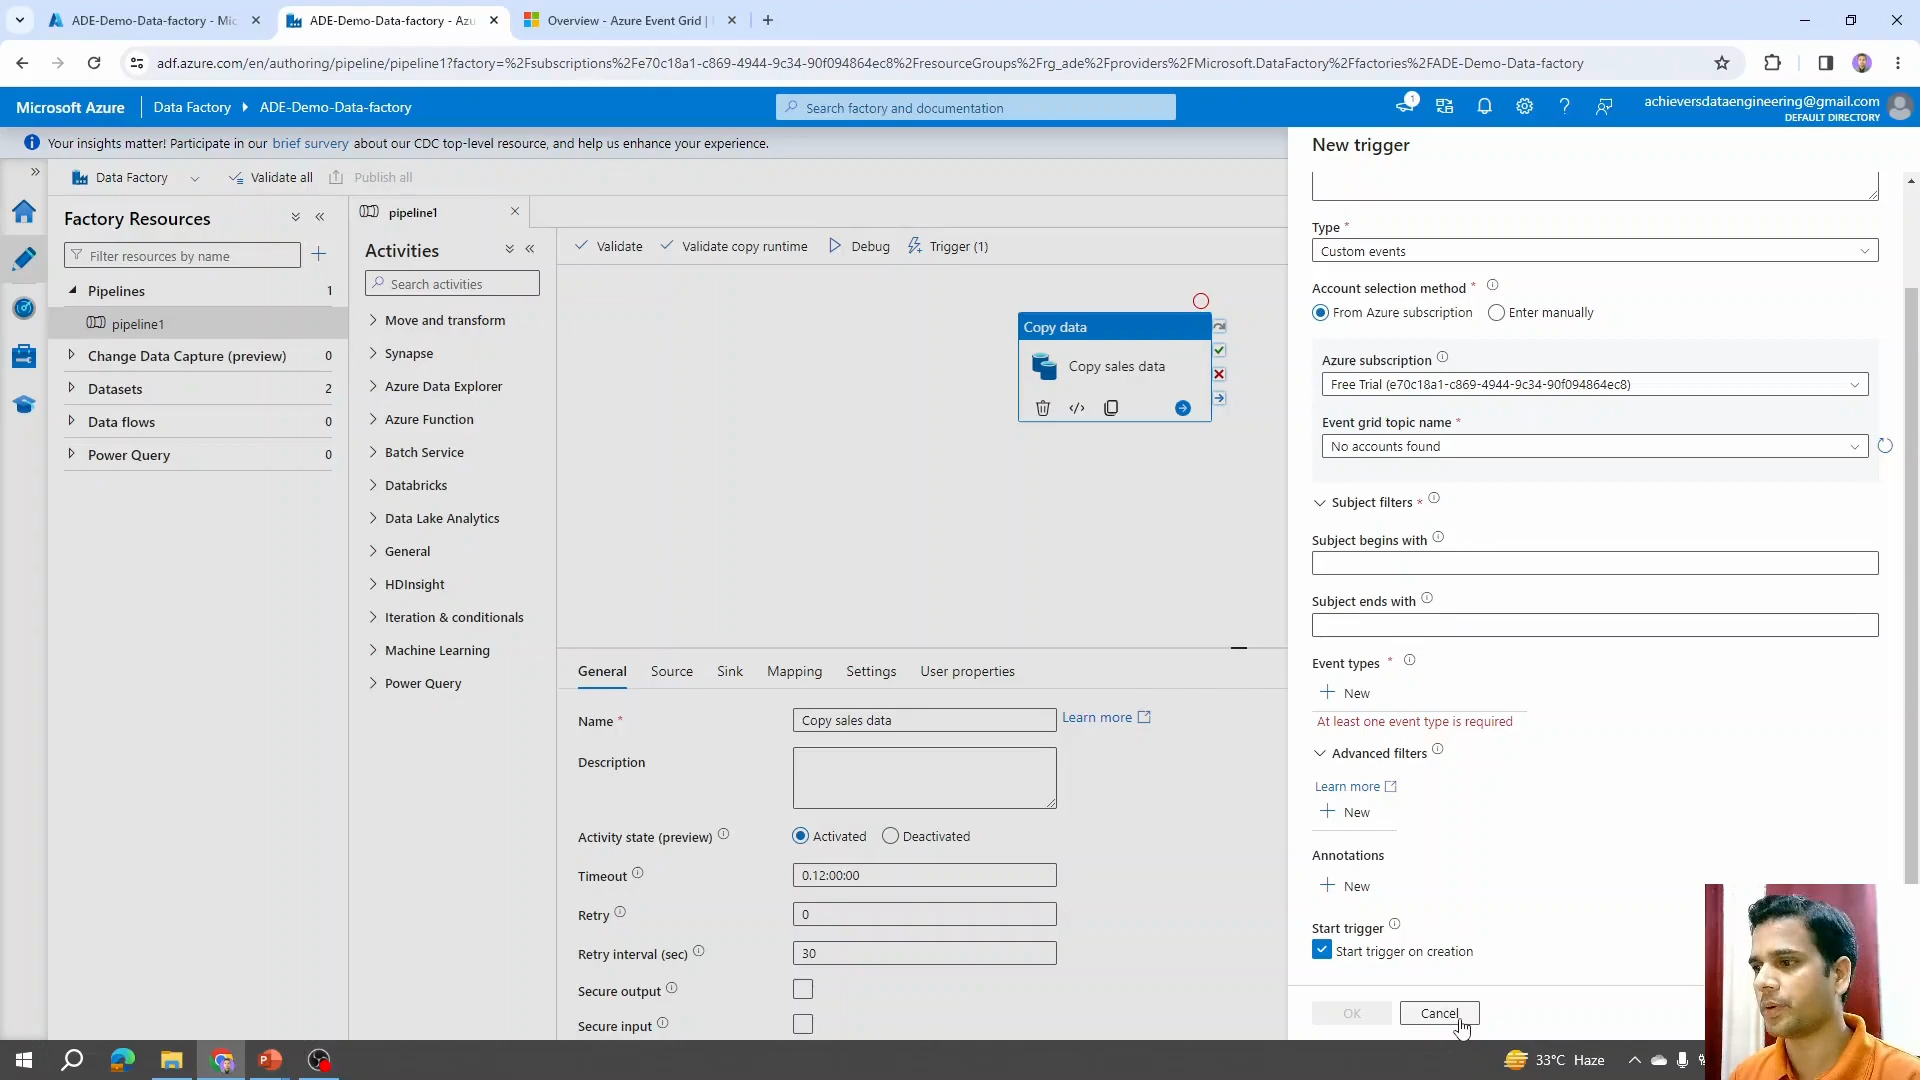 ADE-Demo-Data-factory - Mic
ADE-Demo-Data-factory - Azu
Overview - Azure Event Grid |
adf.azure.com/en/authoring/pipeline/pipeline1?factory=%2Fsubscriptions%2Fe70c18a1-c869-4944-9c34-90f094864ec8%2FresourceGroups%2Frg_ade%2Fproviders%2FMicrosoft.DataFactory%2Ffactories%2FADE-Demo-Data-factory
Microsoft Azure
Data Factory
ADE-Demo-Data-factory
Search factory and documentation
1
achieversdataengineering@gmail.com
DEFAULT DIRECTORY
Your insights matter! Participate in our brief survey about our CDC top-level resource, and help us enhance your experience.
Data Factory
Validate all
Publish all
Factory Resources
Filter resources by name
Pipelines 1
pipeline1
Change Data Capture (preview) 0
Datasets 2
Data flows 0
Power Query 0
pipeline1
Activities
Search activities
Move and transform
Synapse
Azure Data Explorer
Azure Function
Batch Service
Databricks
Data Lake Analytics
General
HDInsight
Iteration & conditionals
Machine Learning
Power Query
Validate
Validate copy runtime
Debug
Trigger (1)
Copy data
Copy sales data
General
Source
Sink
Mapping
Settings
User properties
Name *
Copy sales data
Learn more
Description
Activity state (preview)
Activated
Deactivated
Timeout
0.12:00:00
Retry
0
Retry interval (sec)
30
Secure output
Secure input
New trigger
Type *
Custom events
Account selection method *
From Azure subscription
Enter manually
Azure subscription
Free Trial (e70c18a1-c869-4944-9c34-90f094864ec8)
Event grid topic name *
No accounts found
Subject filters *
Subject begins with
Subject ends with
Event types *
New
At least one event type is required
Advanced filters
Learn more
New
Annotations
New
Start trigger
Start trigger on creation
OK
Cancel
33°C Haze